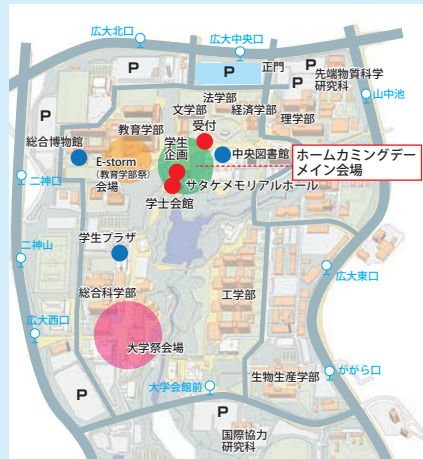 広大北口
広大中央口
P
P
正門
P
先端物質科学
研究科
P
山中池
法学部
文学部
経済学部
理学部
P
教育学部
学生
企画
受付
総合博物館
中央図書館
ホームカミングデー
メイン会場
E-storm
(教育学部祭)
会場
二神口
サタケメモリアルホール
学士会館
学生プラザ
二神山
広大東口
総合科学部
工学部
広大西口
大学祭会場
ががら口
生物生産学部
大学会館前
P
P
国際協力
研究科
P